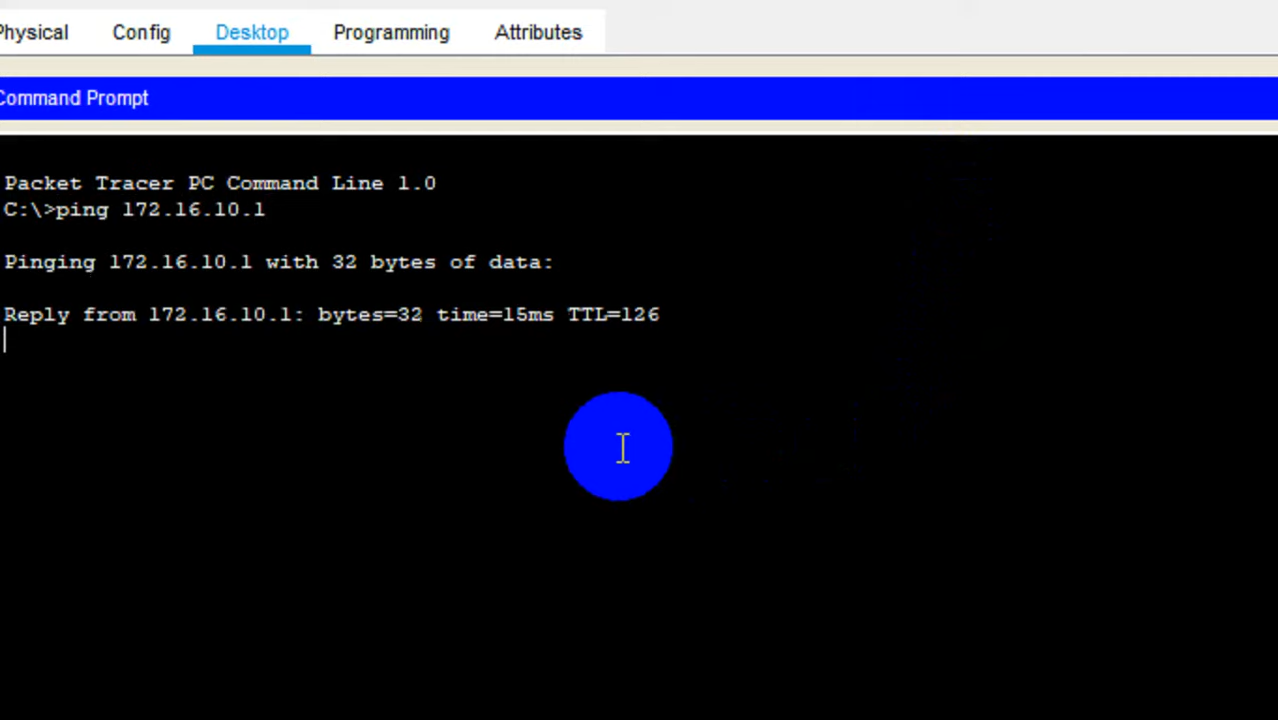 Physical Config Desktop Programming Attributes
Command Prompt
Packet Tracer PC Command Line 1.0
C:\>ping 172.16.10.1
Pinging 172.16.10.1 with 32 bytes of data:
Reply from 172.16.10.1: bytes=32 time=15ms TTL=126